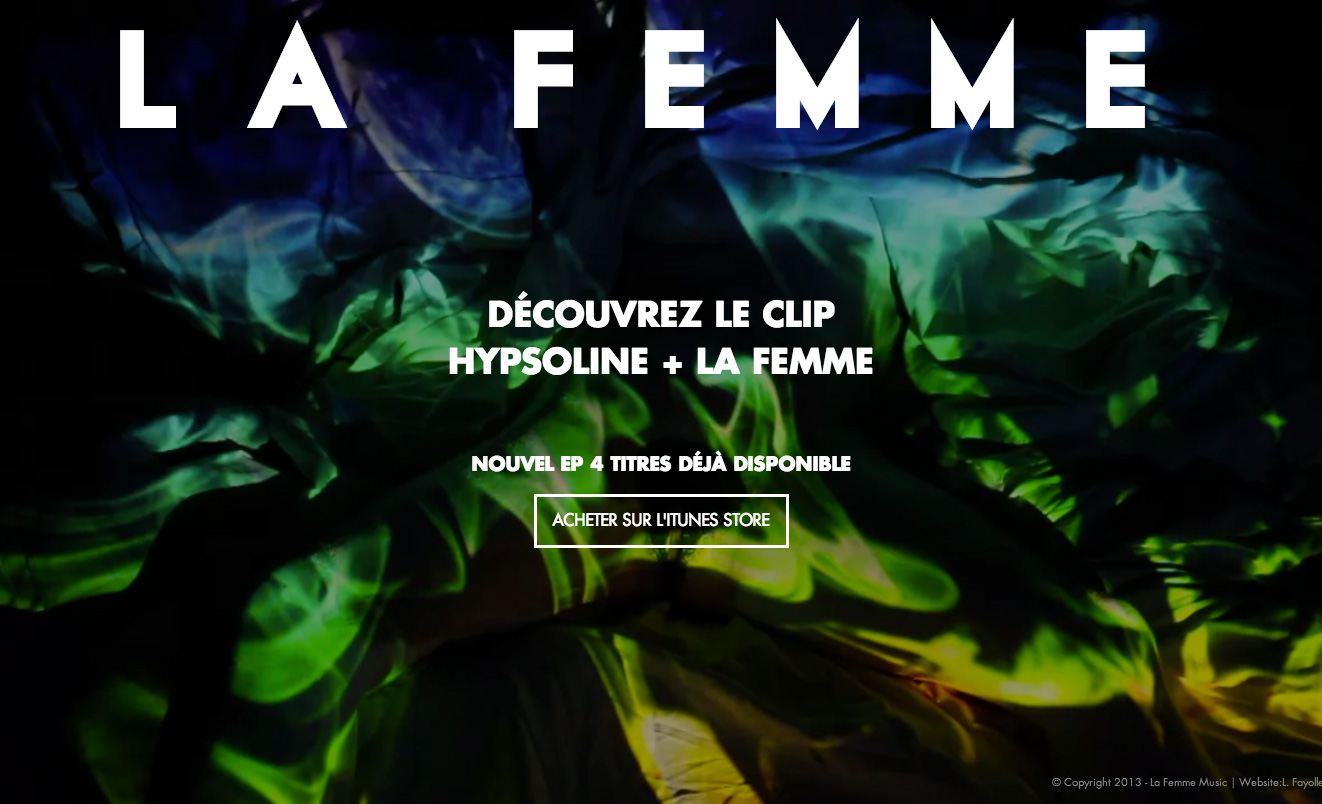 LA FEMME
DÉCOUVREZ LE CLIP
HYPSOLINE + LA FEMME
NOUVEL EP 4 TITRES DÉJÀ DISPONIBLE
ACHETER SUR L'ITUNES STORE
© Copyright 2013 - La Femme Music | Website:L. Fayolle